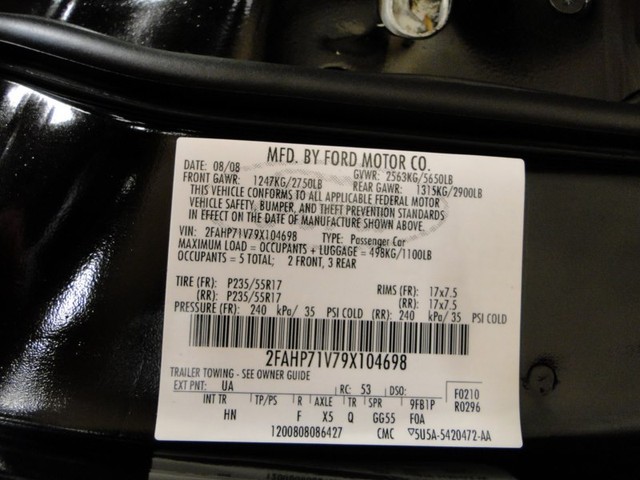 MFD. BY FORD MOTOR CO.
DATE: 08/08 GVWR: 2563KG/5650LB
FRONT GAWR: 1247KG/2750LB REAR GAWR: 1315KG/2900LB
THIS VEHICLE CONFORMS TO ALL APPLICABLE FEDERAL MOTOR
VEHICLE SAFETY, BUMPER, AND THEFT PREVENTION STANDARDS
IN EFFECT ON THE DATE OF MANUFACTURE SHOWN ABOVE.
VIN: 2FAHP71V79X104698 TYPE: Passenger Car
MAXIMUM LOAD = OCCUPANTS + LUGGAGE = 498KG/1100LB
OCCUPANTS = 5 TOTAL; 2 FRONT, 3 REAR
TIRE (FR): P235/55R17 RIMS (FR): 17x7.5
(RR): P235/55R17 (RR): 17x7.5
PRESSURE (FR): 240 kPa/ 35 PSI COLD (RR): 240 kPa/ 35 PSI COLD
2FAHP71V79X104698
TRAILER TOWING - SEE OWNER GUIDE
EXT PNT: UA RC: 53 DSO: F0210
INT TR TP/PS R AXLE TR SPR 9FB1P R0296
HN F X5 Q GG55 F0A
1200808086427 CMC ▽5U5A-5420472-AA